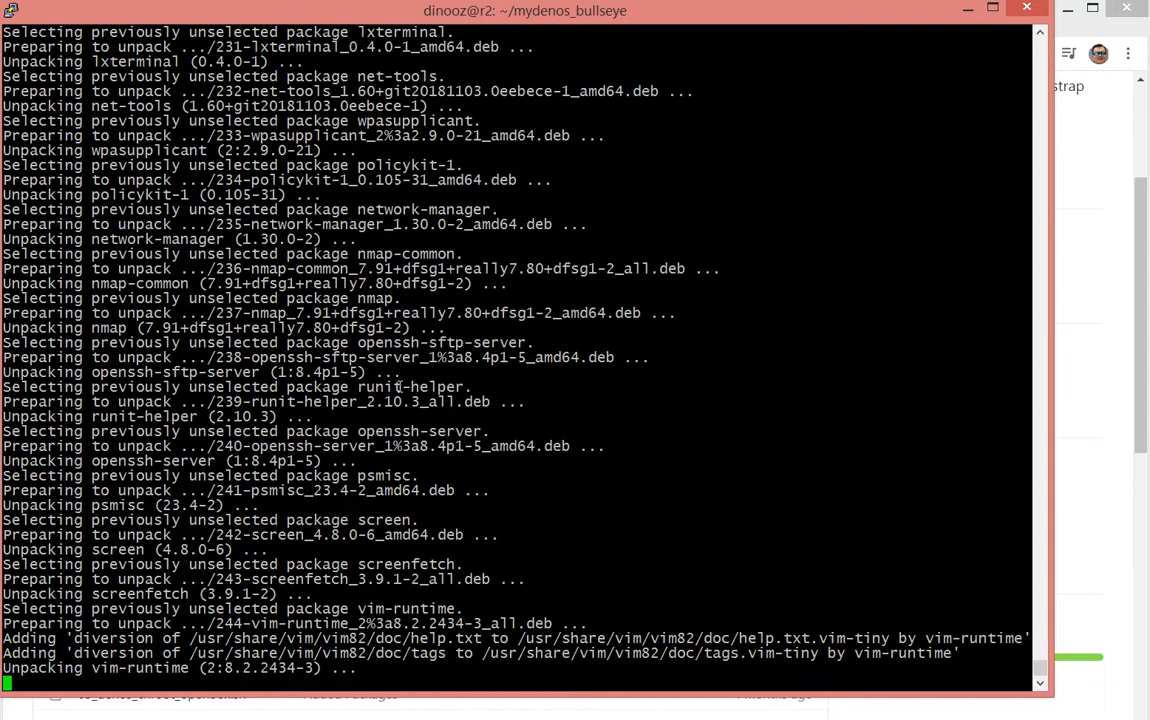 dinooz@r2: ~/mydenos_bullseye
Selecting previously unselected package lxterminal.
Preparing to unpack .../231-lxterminal_0.4.0-1_amd64.deb ...
Unpacking lxterminal (0.4.0-1) ...
Selecting previously unselected package net-tools.
Preparing to unpack .../232-net-tools_1.60+git20181103.0eebece-1_amd64.deb ...
Unpacking net-tools (1.60+git20181103.0eebece-1) ...
Selecting previously unselected package wpasupplicant.
Preparing to unpack .../233-wpasupplicant_2%3a2.9.0-21_amd64.deb ...
Unpacking wpasupplicant (2:2.9.0-21) ...
Selecting previously unselected package policykit-1.
Preparing to unpack .../234-policykit-1_0.105-31_amd64.deb ...
Unpacking policykit-1 (0.105-31) ...
Selecting previously unselected package network-manager.
Preparing to unpack .../235-network-manager_1.30.0-2_amd64.deb ...
Unpacking network-manager (1.30.0-2) ...
Selecting previously unselected package nmap-common.
Preparing to unpack .../236-nmap-common_7.91+dfsg1+really7.80+dfsg1-2_all.deb ...
Unpacking nmap-common (7.91+dfsg1+really7.80+dfsg1-2) ...
Selecting previously unselected package nmap.
Preparing to unpack .../237-nmap_7.91+dfsg1+really7.80+dfsg1-2_amd64.deb ...
Unpacking nmap (7.91+dfsg1+really7.80+dfsg1-2) ...
Selecting previously unselected package openssh-sftp-server.
Preparing to unpack .../238-openssh-sftp-server_1%3a8.4p1-5_amd64.deb ...
Unpacking openssh-sftp-server (1:8.4p1-5) ...
Selecting previously unselected package runit-helper.
Preparing to unpack .../239-runit-helper_2.10.3_all.deb ...
Unpacking runit-helper (2.10.3) ...
Selecting previously unselected package openssh-server.
Preparing to unpack .../240-openssh-server_1%3a8.4p1-5_amd64.deb ...
Unpacking openssh-server (1:8.4p1-5) ...
Selecting previously unselected package psmisc.
Preparing to unpack .../241-psmisc_23.4-2_amd64.deb ...
Unpacking psmisc (23.4-2) ...
Selecting previously unselected package screen.
Preparing to unpack .../242-screen_4.8.0-6_amd64.deb ...
Unpacking screen (4.8.0-6) ...
Selecting previously unselected package screenfetch.
Preparing to unpack .../243-screenfetch_3.9.1-2_all.deb ...
Unpacking screenfetch (3.9.1-2) ...
Selecting previously unselected package vim-runtime.
Preparing to unpack .../244-vim-runtime_2%3a8.2.2434-3_all.deb ...
Adding 'diversion of /usr/share/vim/vim82/doc/help.txt to /usr/share/vim/vim82/doc/help.txt.vim-tiny by vim-runtime'
Adding 'diversion of /usr/share/vim/vim82/doc/tags to /usr/share/vim/vim82/doc/tags.vim-tiny by vim-runtime'
Unpacking vim-runtime (2:8.2.2434-3) ...
strap